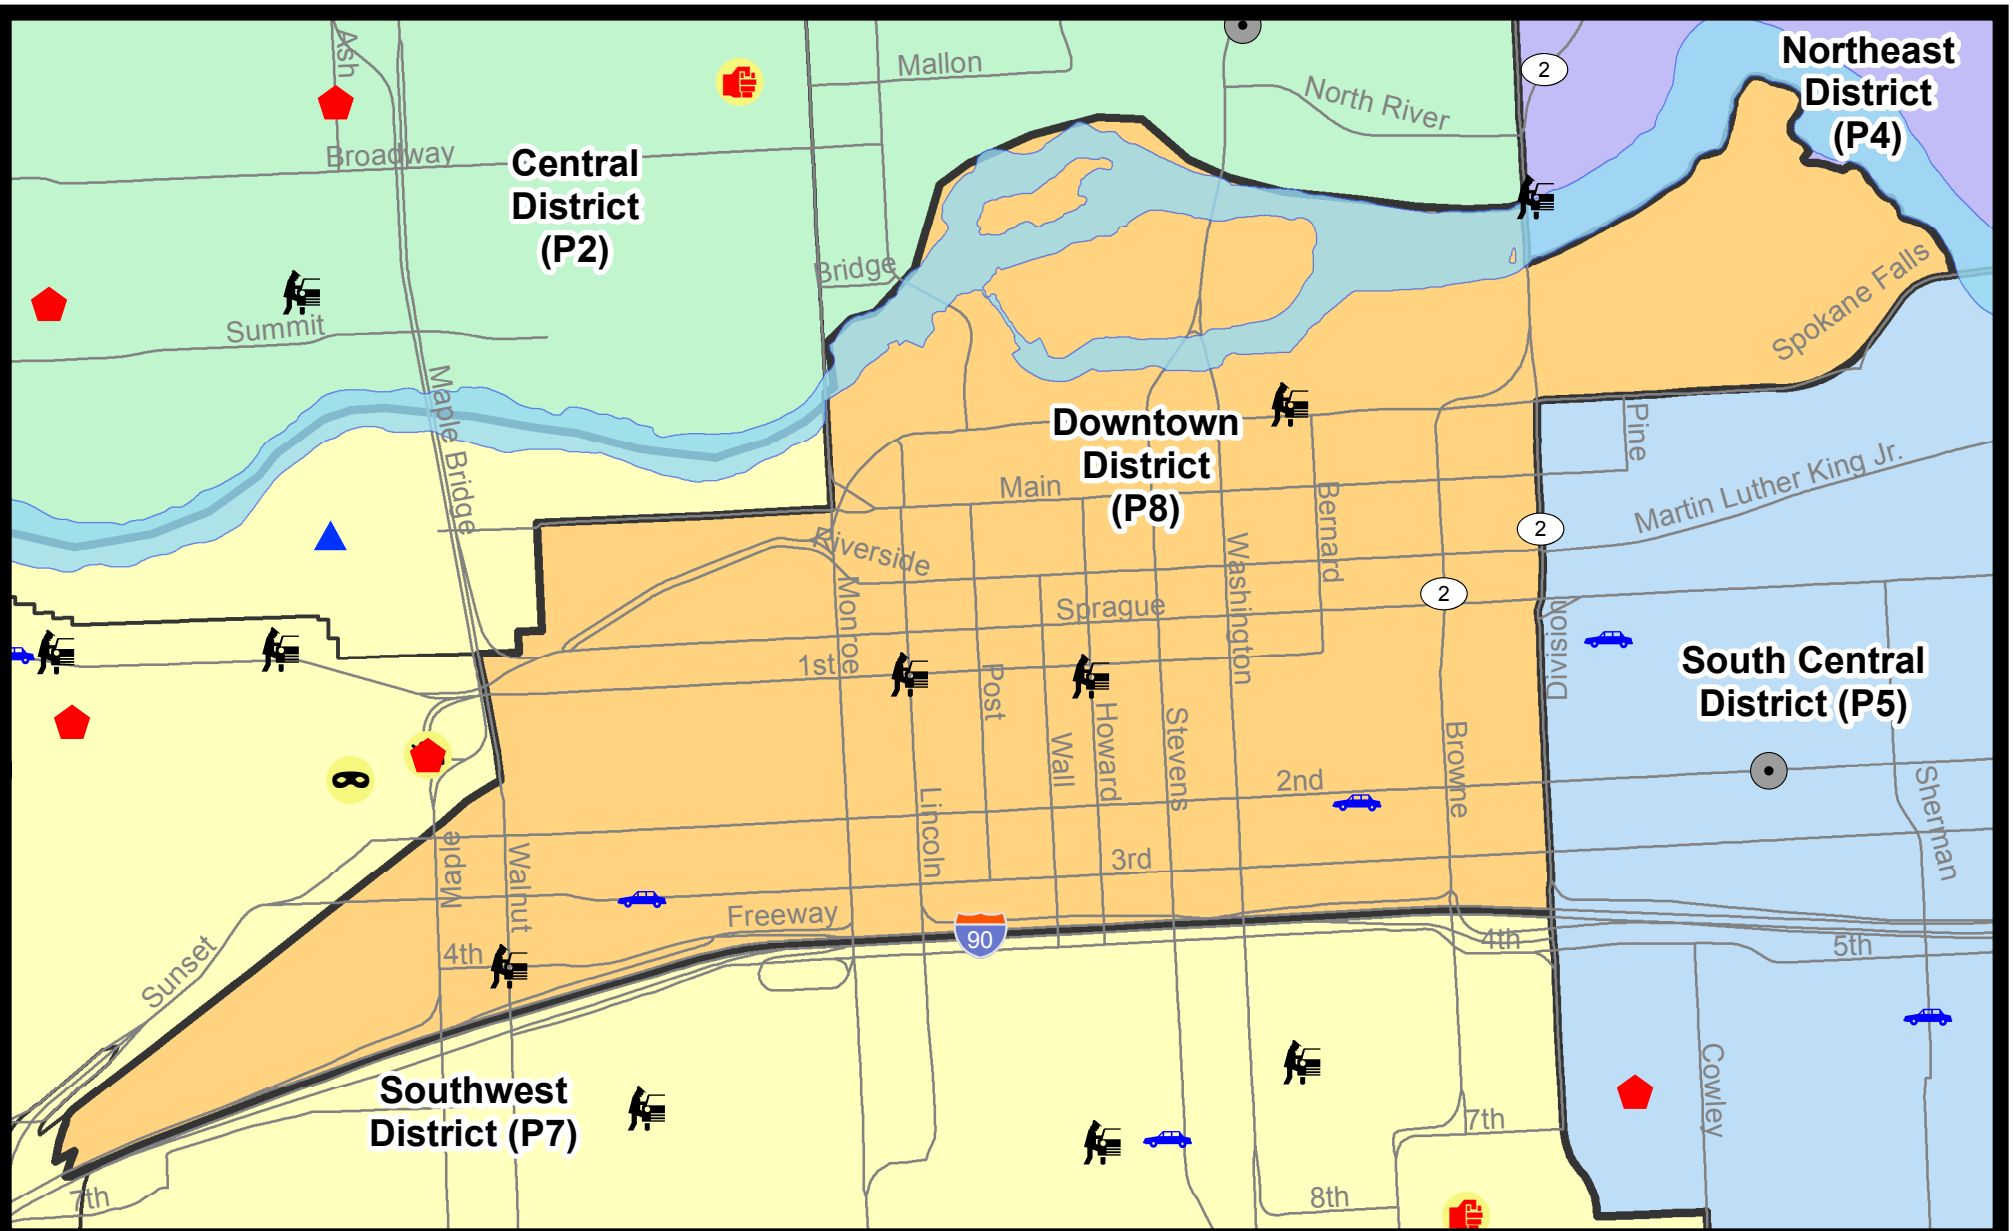 Ash
Mallon
2
Northeast
District
(P4)
North River
Broadway
Central
District
(P2)
Bridge
Spokane Falls
Summit
Maple Bridge
Downtown
District
(P8)
Pine
Main
Bernard
Martin Luther King Jr.
2
Riverside
Washington
2
Monroe
Sprague
Division
1st
Post
South Central
District (P5)
Wall
Howard
Stevens
Browne
2nd
Sherman
Lincoln
Maple
Walnut
3rd
Freeway
90
4th
4th
5th
Sunset
Cowley
Southwest
District (P7)
7th
7th
8th